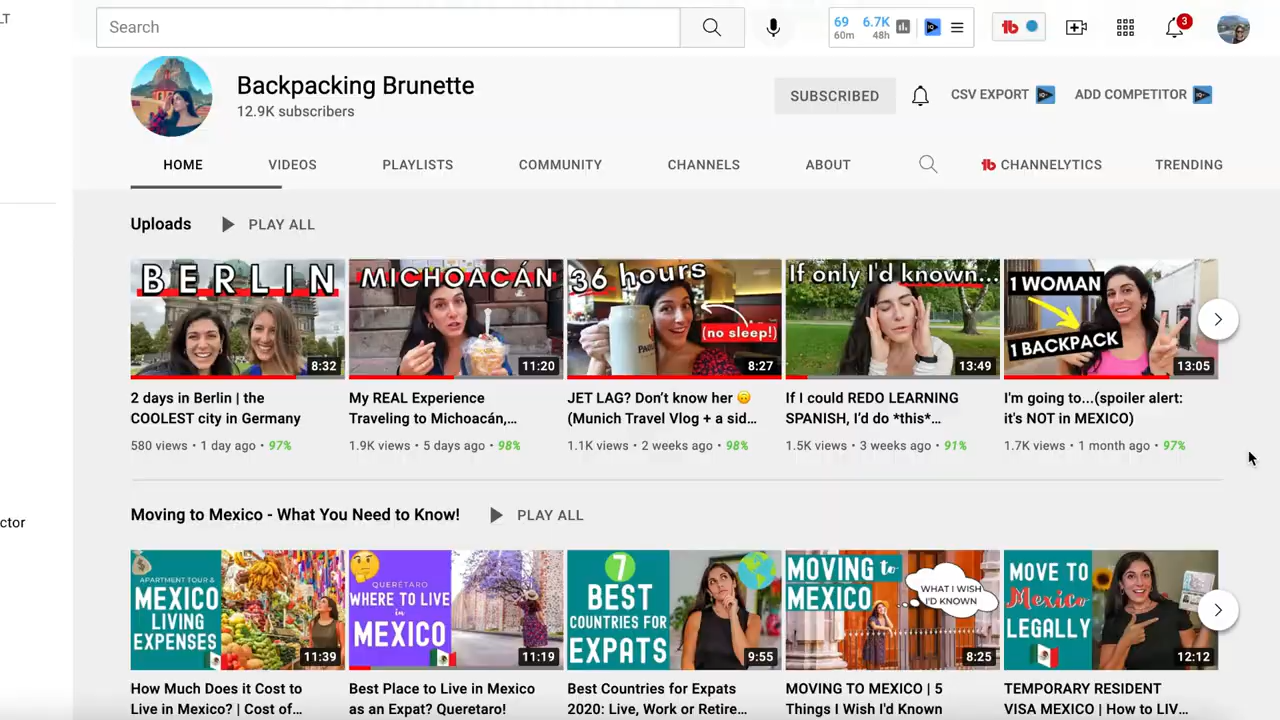 LT
Search
69 6.7K
60m 48h
3
Backpacking Brunette
12.9K subscribers
SUBSCRIBED
CSV EXPORT
ADD COMPETITOR
HOME VIDEOS PLAYLISTS COMMUNITY CHANNELS ABOUT CHANNELYTICS TRENDING
Uploads PLAY ALL
BERLIN
8:32
MICHOACÁN
11:20
36 hours
(no sleep!)
8:27
If only I'd known...
13:49
1 WOMAN
1 BACKPACK
13:05
2 days in Berlin | the
COOLEST city in Germany
580 views • 1 day ago • 97%
My REAL Experience
Traveling to Michoacán,...
1.9K views • 5 days ago • 98%
JET LAG? Don't know her 🙃
(Munich Travel Vlog + a sid...
1.1K views • 2 weeks ago • 98%
If I could REDO LEARNING
SPANISH, I'd do *this*...
1.5K views • 3 weeks ago • 91%
I'm going to...(spoiler alert:
it's NOT in MEXICO)
1.7K views • 1 month ago • 97%
ctor
Moving to Mexico - What You Need to Know! PLAY ALL
APARTMENT TOUR &
MEXICO
LIVING
EXPENSES
11:39
QUERÉTARO
WHERE TO LIVE
in
MEXICO
11:19
7
BEST
COUNTRIES FOR
EXPATS
9:55
MOVING to
MEXICO
WHAT I WISH
I'D KNOWN
8:25
MOVE TO
Mexico
LEGALLY
12:12
How Much Does it Cost to
Live in Mexico? | Cost of...
Best Place to Live in Mexico
as an Expat? Queretaro!
Best Countries for Expats
2020: Live, Work or Retire...
MOVING TO MEXICO | 5
Things I Wish I'd Known
TEMPORARY RESIDENT
VISA MEXICO | How to LIV...